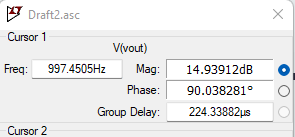 Draft2.asc
Cursor 1
V(vout)
Freq: 997.4505Hz Mag: 14.93912dB
Phase: 90.038281°
Group Delay: 224.33882µs
Cursor 2